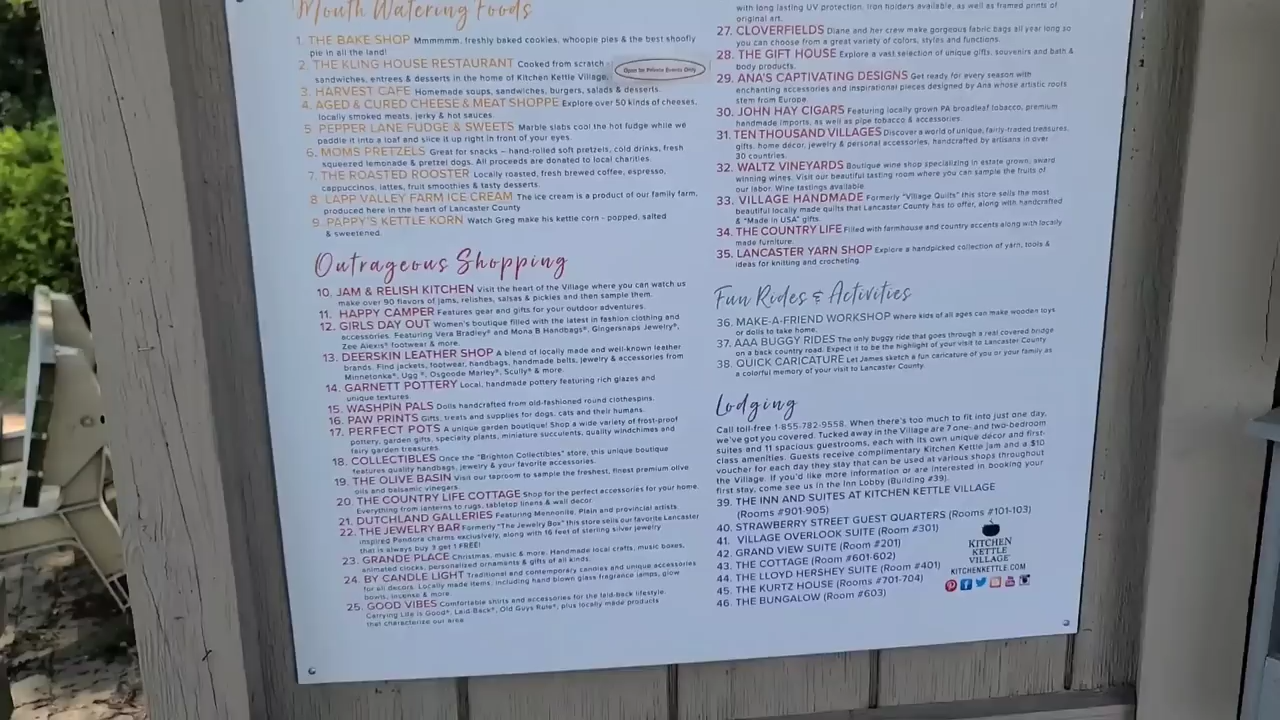 Mouth Watering Foods
1. THE BAKE SHOP Mmmmmm, freshly baked cookies, whoopie pies & the best shoofly
pie in all the land!
2. THE KLING HOUSE RESTAURANT Cooked from scratch
sandwiches, entrees & desserts in the home of Kitchen Kettle Village.
Open for Private Events Only
3. HARVEST CAFE Homemade soups, sandwiches, burgers, salads & desserts.
4. AGED & CURED CHEESE & MEAT SHOPPE Explore over 50 kinds of cheeses,
locally smoked meats, jerky & hot sauces.
5. PEPPER LANE FUDGE & SWEETS Marble slabs cool the hot fudge while we
paddle it into a loaf and slice it up right in front of your eyes.
6. MOMS PRETZELS Great for snacks – hand-rolled soft pretzels, cold drinks, fresh
squeezed lemonade & pretzel dogs. All proceeds are donated to local charities.
7. THE ROASTED ROOSTER Locally roasted, fresh brewed coffee, espresso,
cappuccinos, lattes, fruit smoothies & tasty desserts.
8. LAPP VALLEY FARM ICE CREAM The ice cream is a product of our family farm,
produced here in the heart of Lancaster County
9. PAPPY'S KETTLE KORN Watch Greg make his kettle corn - popped, salted
& sweetened.
Outrageous Shopping
10. JAM & RELISH KITCHEN Visit the heart of the Village where you can watch us
make over 90 flavors of jams, relishes, salsas & pickles and then sample them.
11. HAPPY CAMPER Features gear and gifts for your outdoor adventures.
12. GIRLS DAY OUT Women's boutique filled with the latest in fashion clothing and
accessories. Featuring Vera Bradley® and Mona B Handbags®, Gingersnaps Jewelry®,
Zee Alexis® footwear & more.
13. DEERSKIN LEATHER SHOP A blend of locally made and well-known leather
brands. Find jackets, footwear, handbags, handmade belts, jewelry & accessories from
Minnetonka®, Ugg®, Osgoode Marley®, Scully® & more.
14. GARNETT POTTERY Local, handmade pottery featuring rich glazes and
unique textures.
15. WASHPIN PALS Dolls handcrafted from old-fashioned round clothespins.
16. PAW PRINTS Gifts, treats and supplies for dogs, cats and their humans.
17. PERFECT POTS A unique garden boutique! Shop a wide variety of frost-proof
pottery, garden gifts, specialty plants, miniature succulents, quality windchimes and
fairy garden treasures.
18. COLLECTIBLES Once the "Brighton Collectibles" store, this unique boutique
features quality handbags, jewelry & your favorite accessories.
19. THE OLIVE BASIN Visit our taproom to sample the freshest, finest premium olive
oils and balsamic vinegars.
20. THE COUNTRY LIFE COTTAGE Shop for the perfect accessories for your home.
Everything from lanterns to rugs, tabletop linens & wall decor.
21. DUTCHLAND GALLERIES Featuring Mennonite, Plain and provincial artists.
22. THE JEWELRY BAR Formerly "The Jewelry Box" this store sells our favorite Lancaster
inspired Pandora charms exclusively, along with 16 feet of sterling silver jewelry
that is always buy 3 get 1 FREE!
23. GRANDE PLACE Christmas, music & more. Handmade local crafts, music boxes,
animated clocks, personalized ornaments & gifts of all kinds.
24. BY CANDLE LIGHT Traditional and contemporary candles and unique accessories
for all decors. Locally made items, including hand blown glass fragrance lamps, glow
bowls, incense & more.
25. GOOD VIBES Comfortable shirts and accessories for the laid-back lifestyle.
Carrying Life is Good®, Laid-Back®, Old Guys Rule®, plus locally made products
that characterize our area
with long lasting UV protection. Iron holders available, as well as framed prints of
original art.
27. CLOVERFIELDS Diane and her crew make gorgeous fabric bags all year long so
you can choose from a great variety of colors, styles and functions.
28. THE GIFT HOUSE Explore a vast selection of unique gifts, souvenirs and bath &
body products.
29. ANA'S CAPTIVATING DESIGNS Get ready for every season with
enchanting accessories and inspirational pieces designed by Ana whose artistic roots
stem from Europe.
30. JOHN HAY CIGARS Featuring locally grown PA broadleaf tobacco, premium
handmade imports, as well as pipe tobacco & accessories.
31. TEN THOUSAND VILLAGES Discover a world of unique, fairly-traded treasures,
gifts, home décor, jewelry & personal accessories, handcrafted by artisans in over
30 countries.
32. WALTZ VINEYARDS Boutique wine shop specializing in estate grown, award
winning wines. Visit our beautiful tasting room where you can sample the fruits of
our labor. Wine tastings available.
33. VILLAGE HANDMADE Formerly "Village Quilts" this store sells the most
beautiful locally made quilts that Lancaster County has to offer, along with handcrafted
& "Made in USA" gifts.
34. THE COUNTRY LIFE Filled with farmhouse and country accents along with locally
made furniture.
35. LANCASTER YARN SHOP Explore a handpicked collection of yarn, tools &
ideas for knitting and crocheting.
Fun Rides & Activities
36. MAKE-A-FRIEND WORKSHOP Where kids of all ages can make wooden toys
or dolls to take home.
37. AAA BUGGY RIDES The only buggy ride that goes through a real covered bridge
on a back country road. Expect it to be the highlight of your visit to Lancaster County
38. QUICK CARICATURE Let James sketch a fun caricature of you or your family as
a colorful memory of your visit to Lancaster County.
Lodging
Call toll-free 1-855-782-9558. When there's too much to fit into just one day,
we've got you covered. Tucked away in the Village are 7 one- and two-bedroom
suites and 11 spacious guestrooms, each with its own unique décor and first-
class amenities. Guests receive complimentary Kitchen Kettle jam and a $10
voucher for each day they stay that can be used at various shops throughout
the Village. If you'd like more information or are interested in booking your
first stay, come see us in the Inn Lobby (Building #39).
39. THE INN AND SUITES AT KITCHEN KETTLE VILLAGE
(Rooms #901-905)
40. STRAWBERRY STREET GUEST QUARTERS (Rooms #101-103)
41. VILLAGE OVERLOOK SUITE (Room #301)
42. GRAND VIEW SUITE (Room #201)
43. THE COTTAGE (Room #601-602)
44. THE LLOYD HERSHEY SUITE (Room #401)
45. THE KURTZ HOUSE (Rooms #701-704)
46. THE BUNGALOW (Room #603)
KITCHEN
KETTLE
VILLAGE
KITCHENKETTLE.COM